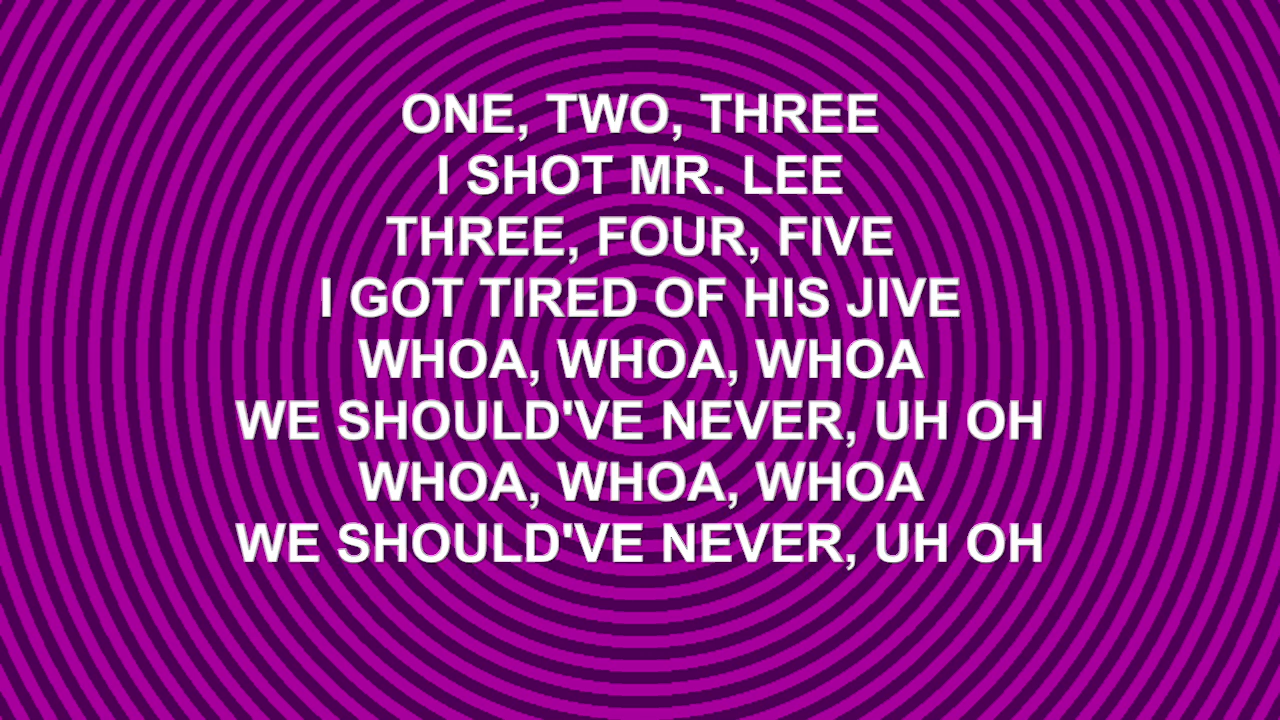 ONE, TWO, THREE
I SHOT MR. LEE
THREE, FOUR, FIVE
I GOT TIRED OF HIS JIVE
WHOA, WHOA, WHOA
WE SHOULD'VE NEVER, UH OH
WHOA, WHOA, WHOA
WE SHOULD'VE NEVER, UH OH